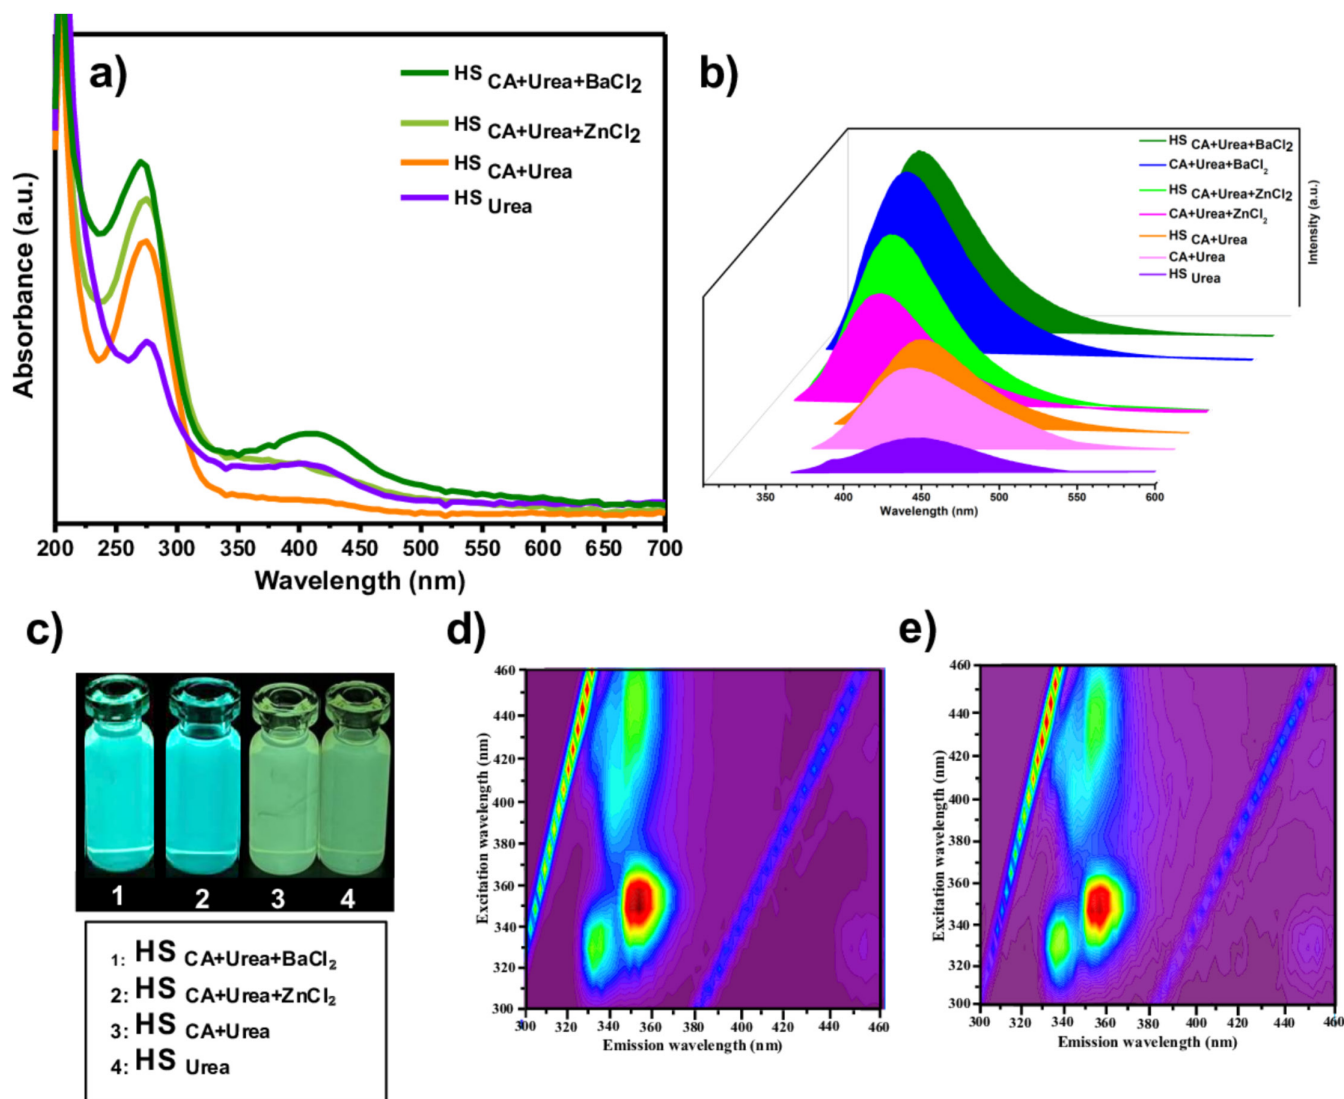 a)
HS CA+Urea+BaCl2
HS CA+Urea+ZnCl2
HS CA+Urea
HS Urea
Absorbance (a.u.)
200 250 300 350 400 450 500 550 600 650 700
Wavelength (nm)
b)
HS CA+Urea+BaCl2
CA+Urea+BaCl2
HS CA+Urea+ZnCl2
CA+Urea+ZnCl2
HS CA+Urea
CA+Urea
HS Urea
Intensity (a.u.)
350 400 450 500 550 600
Wavelength (nm)
c)
1 2 3 4
1: HS CA+Urea+BaCl2
2: HS CA+Urea+ZnCl2
3: HS CA+Urea
4: HS Urea
d)
Excitation wavelength (nm)
460
440
420
400
380
360
340
320
300
300 320 340 360 400 420 440 460
Emission wavelength (nm)
e)
Excitation wavelength (nm)
460
440
420
400
380
360
340
320
300
300 320 340 360 400 420 440 460
Emission wavelength (nm)